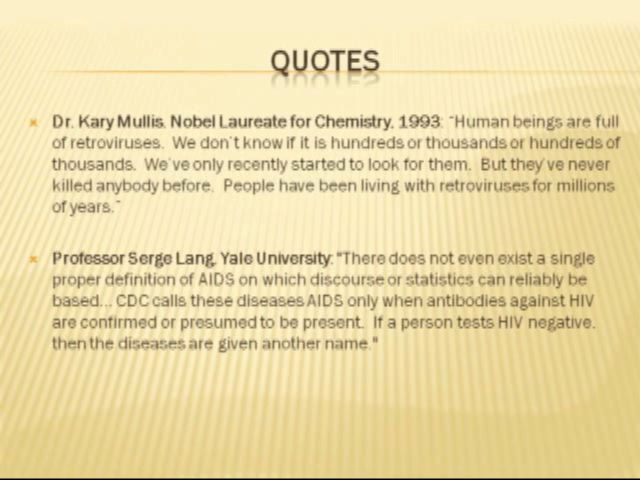 QUOTES
Dr. Kary Mullis, Nobel Laureate for Chemistry, 1993: "Human beings are full
of retroviruses. We don't know if it is hundreds or thousands or hundreds of
thousands. We've only recently started to look for them. But they've never
killed anybody before. People have been living with retroviruses for millions
of years."
Professor Serge Lang, Yale University: "There does not even exist a single
proper definition of AIDS on which discourse or statistics can reliably be
based... CDC calls these diseases AIDS only when antibodies against HIV
are confirmed or presumed to be present. If a person tests HIV negative,
then the diseases are given another name."